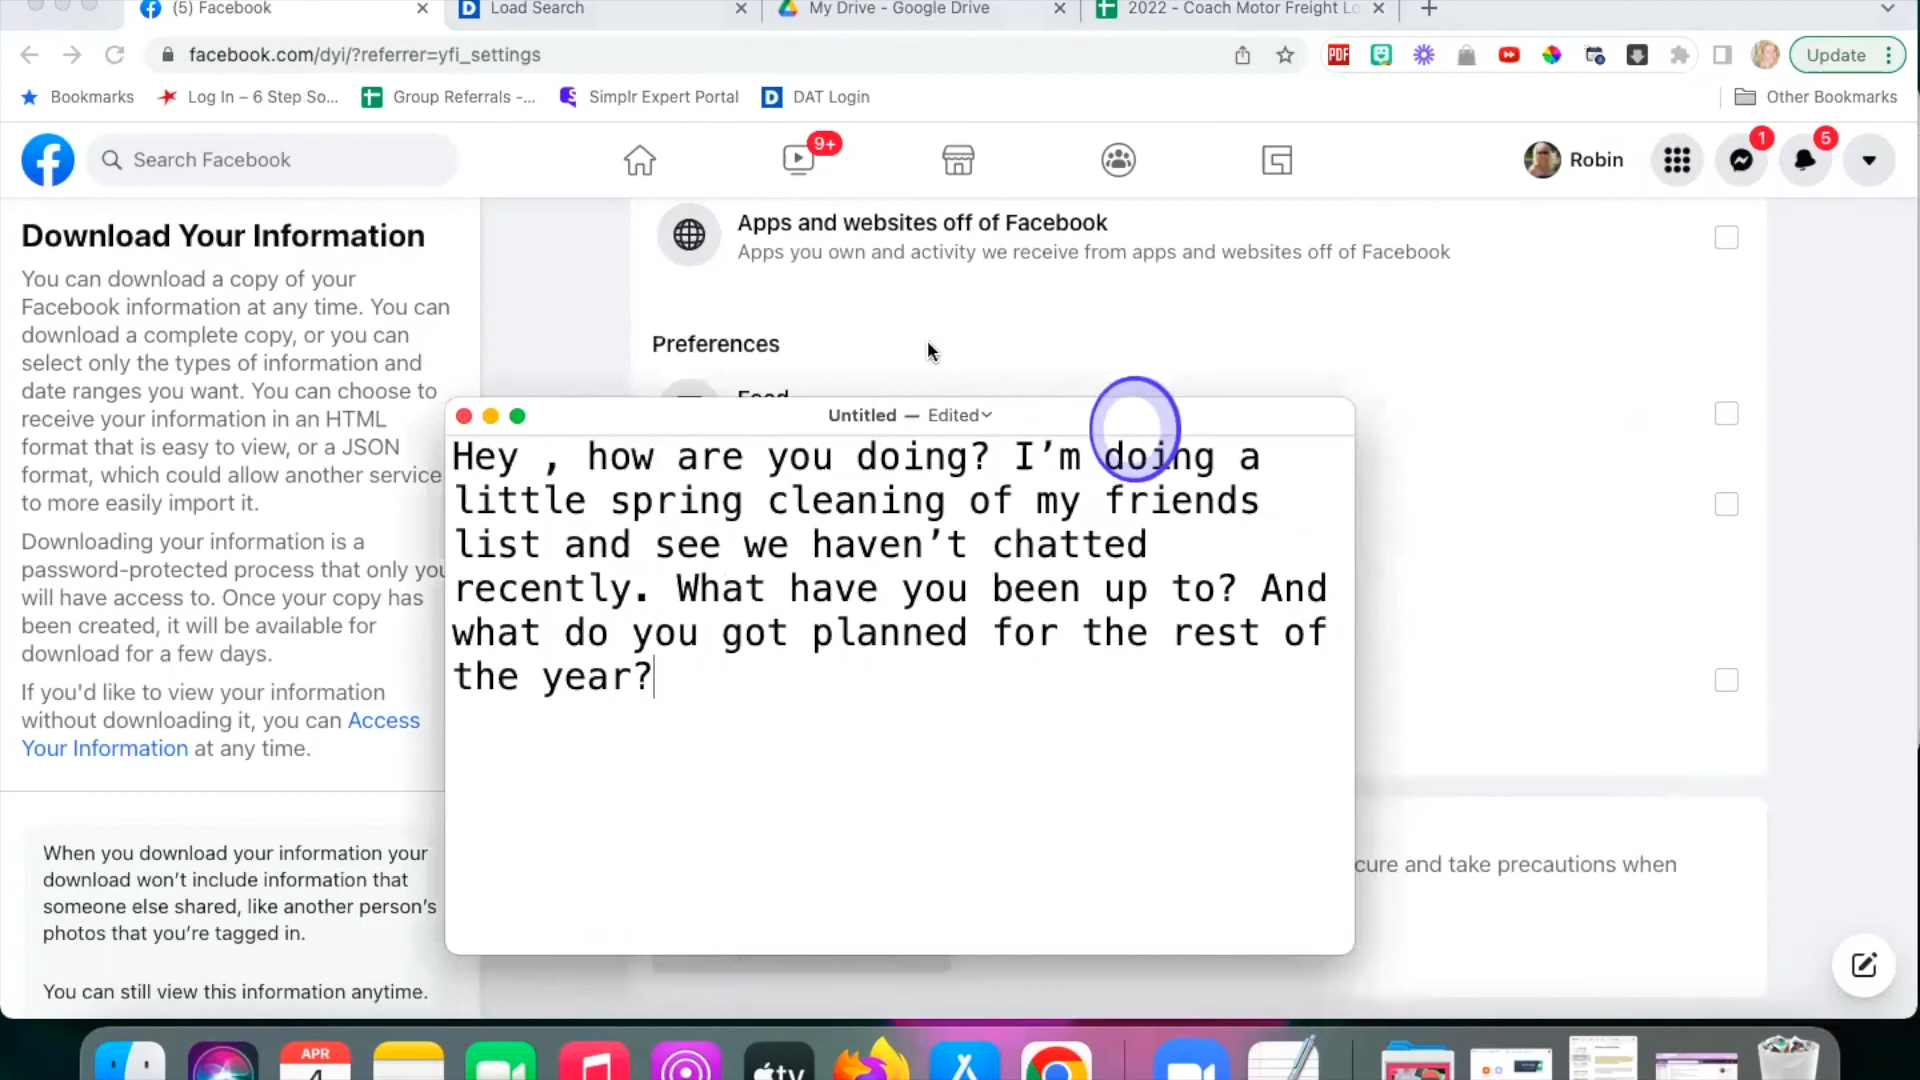 (5) Facebook
Load Search
My Drive - Google Drive
2022 - Coach Motor Freight Lo
facebook.com/dyi/?referrer=yfi_settings
PDF
Update
Bookmarks
Log In – 6 Step So...
Group Referrals -...
Simplr Expert Portal
DAT Login
Other Bookmarks
Search Facebook
9+
Robin
1
5
Download Your Information
You can download a copy of your
Facebook information at any time. You can
download a complete copy, or you can
select only the types of information and
date ranges you want. You can choose to
receive your information in an HTML
format that is easy to view, or a JSON
format, which could allow another service
to more easily import it.
Downloading your information is a
password-protected process that only you
will have access to. Once your copy has
been created, it will be available for
download for a few days.
If you'd like to view your information
without downloading it, you can Access
Your Information at any time.
When you download your information your
download won't include information that
someone else shared, like another person's
photos that you're tagged in.
You can still view this information anytime.
Apps and websites off of Facebook
Apps you own and activity we receive from apps and websites off of Facebook
Preferences
Feed
Untitled — Edited
Hey , how are you doing? I’m doing a
little spring cleaning of my friends
list and see we haven’t chatted
recently. What have you been up to? And
what do you got planned for the rest of
the year?
cure and take precautions when
APR
4
tv